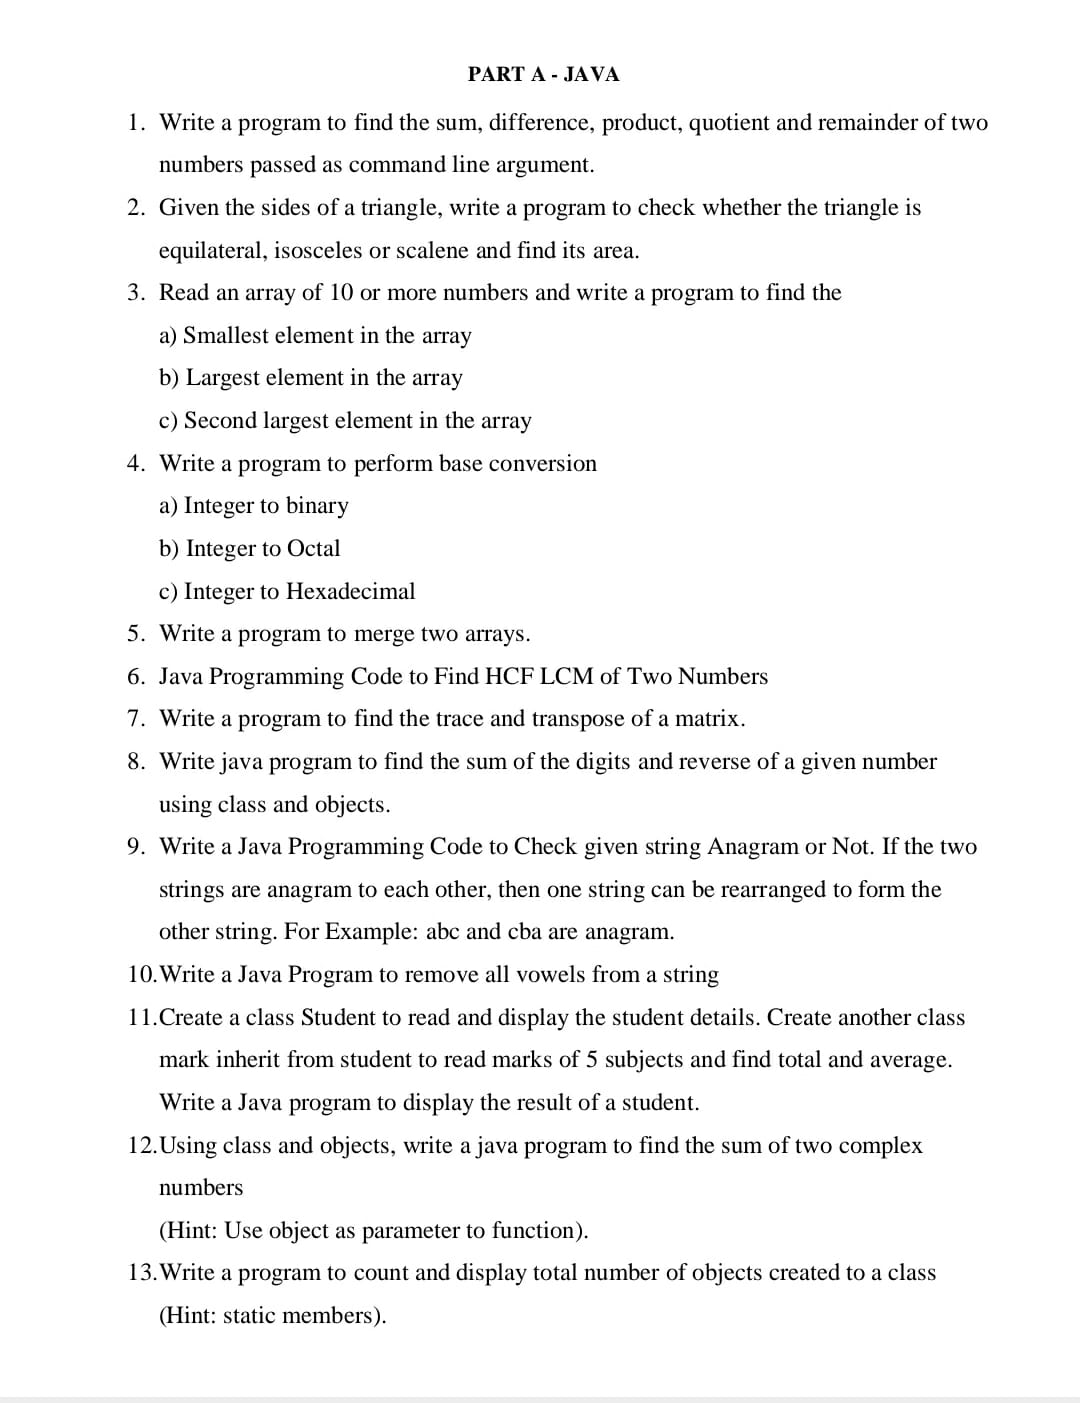 PART A - JAVA
1. Write a program to find the sum, difference, product, quotient and remainder of two
numbers passed as command line argument.
2. Given the sides of a triangle, write a program to check whether the triangle is
equilateral, isosceles or scalene and find its area.
3. Read an array of 10 or more numbers and write a program to find the
a) Smallest element in the array
b) Largest element in the array
c) Second largest element in the array
4. Write a program to perform base conversion
a) Integer to binary
b) Integer to Octal
c) Integer to Hexadecimal
5. Write a program to merge two arrays.
6. Java Programming Code to Find HCF LCM of Two Numbers
7. Write a program to find the trace and transpose of a matrix.
8. Write java program to find the sum of the digits and reverse of a given number
using class and objects.
9. Write a Java Programming Code to Check given string Anagram or Not. If the two
strings are anagram to each other, then one string can be rearranged to form the
other string. For Example: abc and cba are anagram.
10.Write a Java Program to remove all vowels from a string
11.Create a class Student to read and display the student details. Create another class
mark inherit from student to read marks of 5 subjects and find total and average.
Write a Java program to display the result of a student.
12.Using class and objects, write a java program to find the sum of two complex
numbers
(Hint: Use object as parameter to function).
13.Write a program to count and display total number of objects created to a class
(Hint: static members).